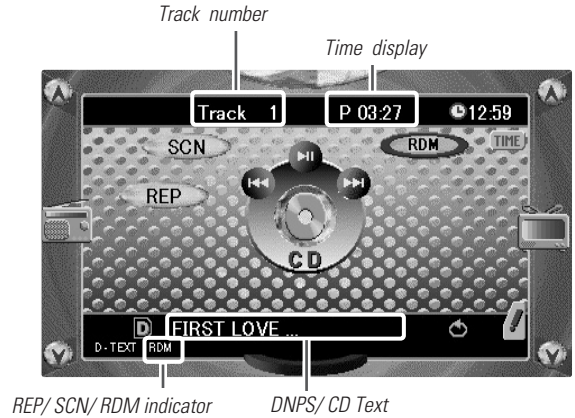 Track number
Time display
Track 1
P 03:27
12:59
SCN
RDM
TIME
REP
CD
D FIRST LOVE ...
D-TEXT RDM
REP/ SCN/ RDM indicator
DNPS/ CD Text